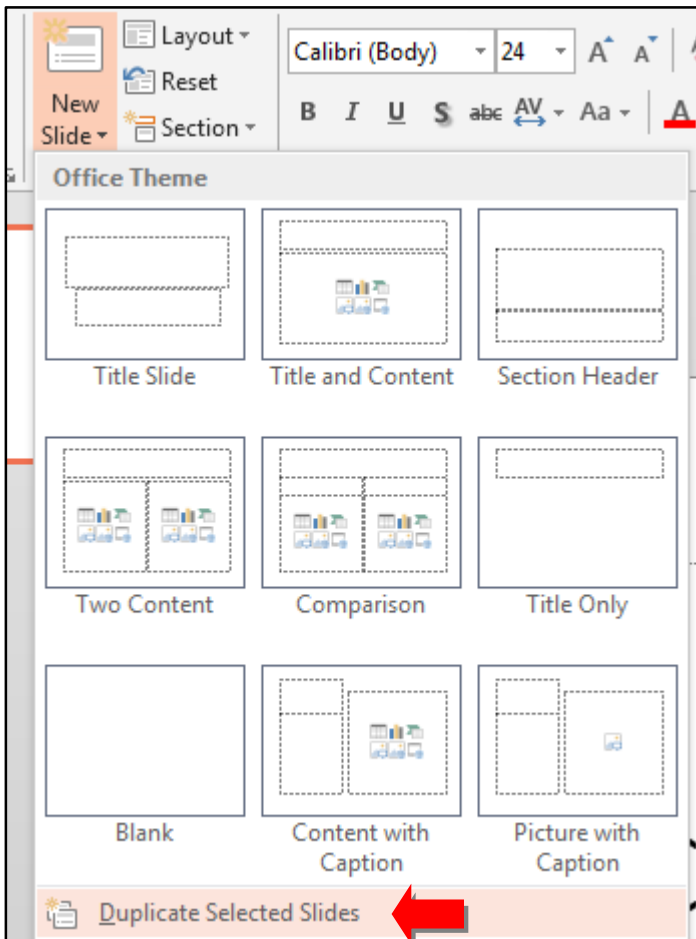 Layout
Reset
New
Slide
Section
Calibri (Body) 24 A A
B I U S abc AV Aa A
Office Theme
Title Slide Title and Content Section Header
Two Content Comparison Title Only
Blank Content with Caption Picture with Caption
Duplicate Selected Slides